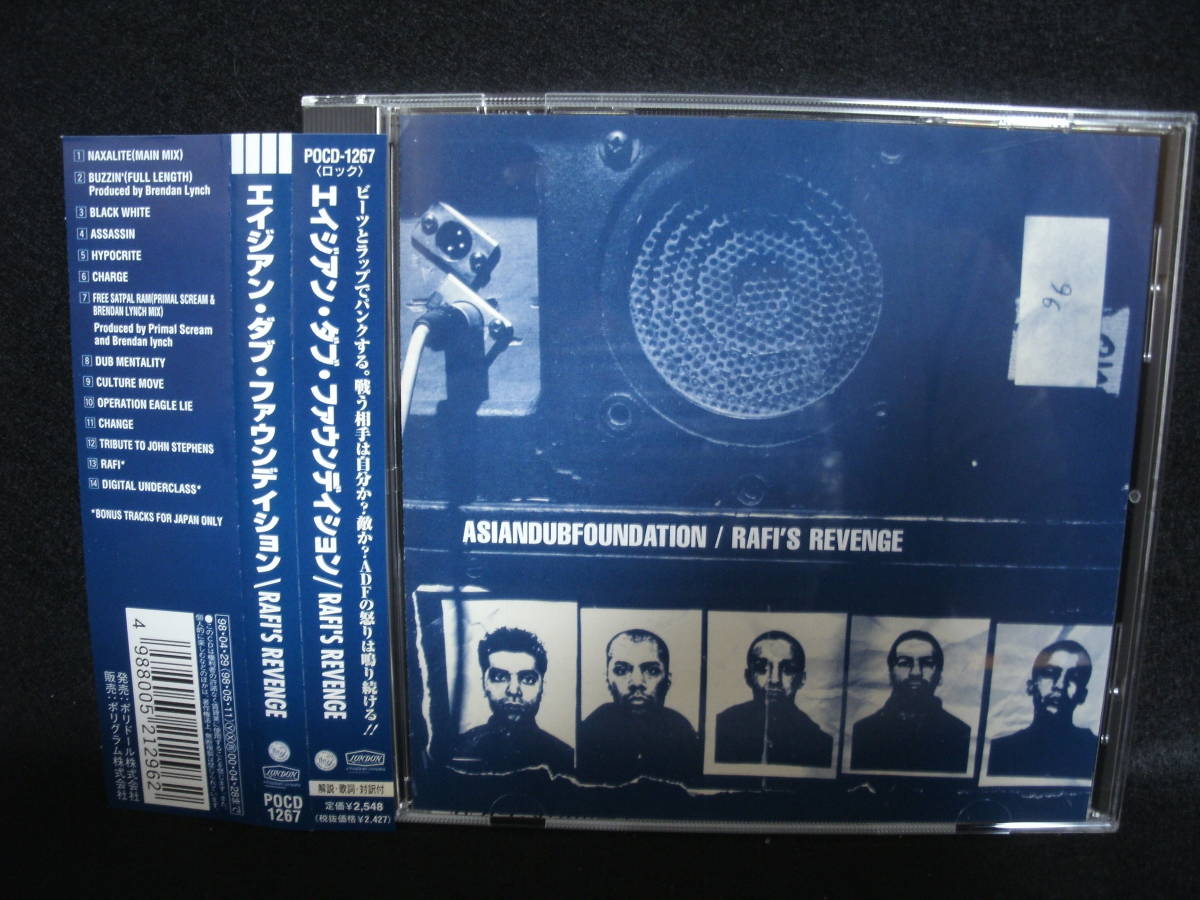 1 NAXALITE(MAIN MIX)
2 BUZZIN'(FULL LENGTH)
Produced by Brendan Lynch
3 BLACK WHITE
4 ASSASSIN
5 HYPOCRITE
6 CHARGE
7 FREE SATPAL RAM(PRIMAL SCREAM &
BRENDAN LYNCH MIX)
Produced by Primal Scream
and Brendan lynch
8 DUB MENTALITY
9 CULTURE MOVE
10 OPERATION EAGLE LIE
11 CHANGE
12 TRIBUTE TO JOHN STEPHENS
13 RAFI*
14 DIGITAL UNDERCLASS*
*BONUS TRACKS FOR JAPAN ONLY
4 988005 212962
発売:ポリドール株式会社
販売:ポリグラム株式会社
エイジアン・ダブ・ファウンデイション/RAFI'S REVENGE
LONDON
POCD
1267
POCD-1267
〈ロック〉
ビーツとラップでパンクする。戦う相手は自分か?敵か?ADFの怒りは鳴り続ける!!
エイジアン・ダブ・ファウンデイション/RAFI'S REVENGE
LONDON
解説・歌詞・対訳付
定価¥2,548
(税抜価格¥2,427)
96
ASIANDUBFOUNDATION / RAFI'S REVENGE